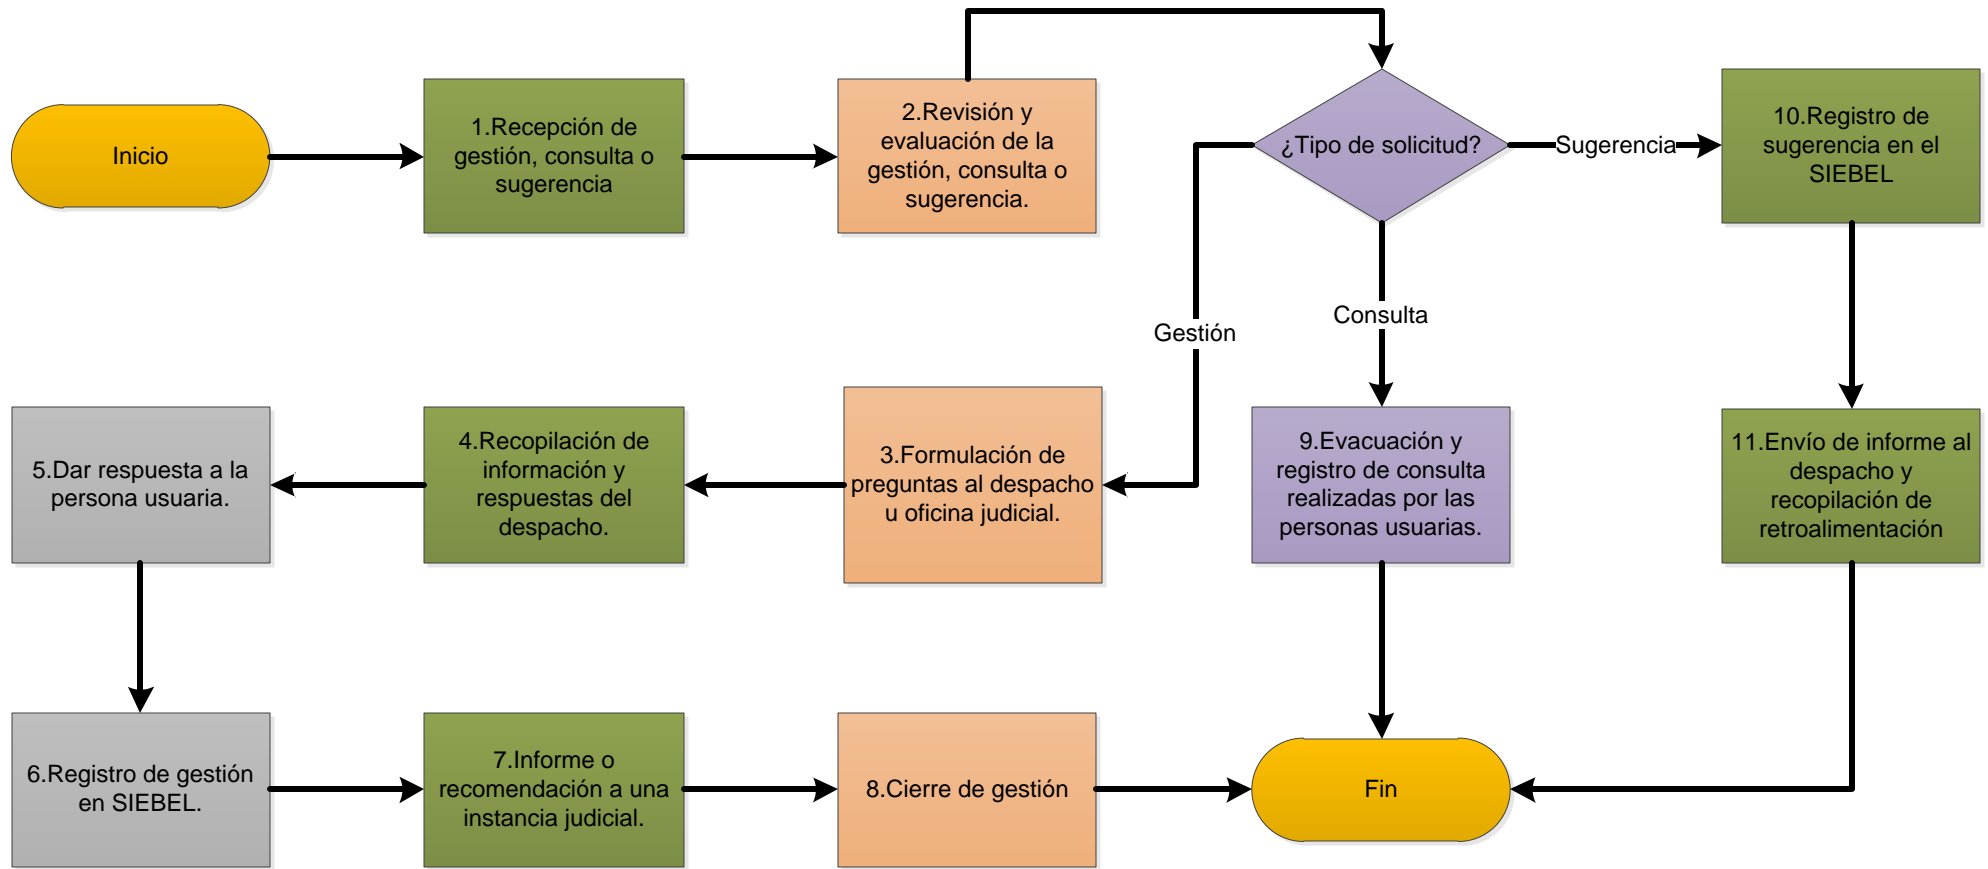 Inicio
1.Recepción de
gestión, consulta o
sugerencia
2.Revisión y
evaluación de la
gestión, consulta o
sugerencia.
¿Tipo de solicitud?
Sugerencia
10.Registro de
sugerencia en el
SIEBEL
Gestión
Consulta
5.Dar respuesta a la
persona usuaria.
4.Recopilación de
información y
respuestas del
despacho.
3.Formulación de
preguntas al despacho
u oficina judicial.
9.Evacuación y
registro de consulta
realizadas por las
personas usuarias.
11.Envío de informe al
despacho y
recopilación de
retroalimentación
6.Registro de gestión
en SIEBEL.
7.Informe o
recomendación a una
instancia judicial.
8.Cierre de gestión
Fin